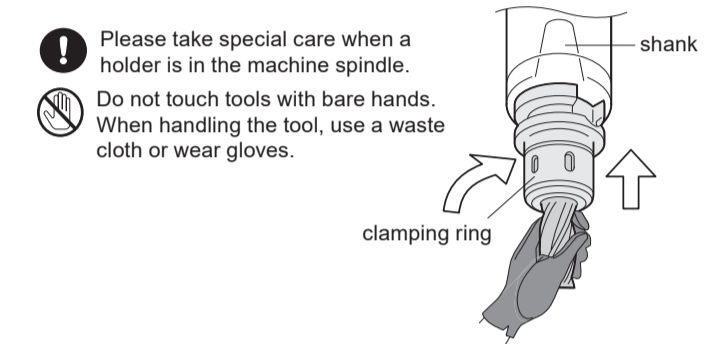 Please take special care when a
holder is in the machine spindle.
Do not touch tools with bare hands.
When handling the tool, use a waste
cloth or wear gloves.
shank
clamping ring